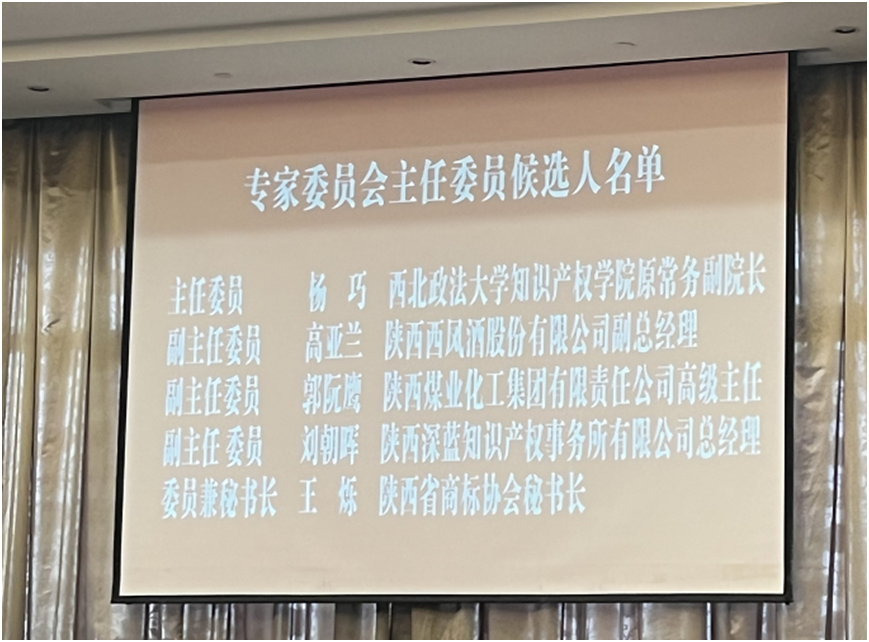 专家委员会主任委员候选人名单
主任委员 杨 巧 西北政法大学知识产权学院原常务副院长
副主任委员 高亚兰 陕西西凤酒股份有限公司副总经理
副主任委员 郭阮鹰 陕西煤业化工集团有限责任公司高级主任
副主任委员 刘朝晖 陕西深蓝知识产权事务所有限公司总经理
委员兼秘书长 王 烁 陕西省商标协会秘书长